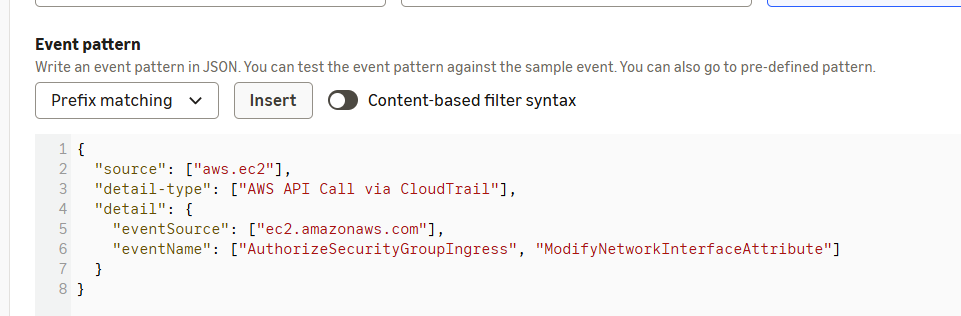 Event pattern
Write an event pattern in JSON. You can test the event pattern against the sample event. You can also go to pre-defined pattern.
Prefix matching Insert Content-based filter syntax
1 {
2 "source": ["aws.ec2"],
3 "detail-type": ["AWS API Call via CloudTrail"],
4 "detail": {
5 "eventSource": ["ec2.amazonaws.com"],
6 "eventName": ["AuthorizeSecurityGroupIngress", "ModifyNetworkInterfaceAttribute"]
7 }
8 }